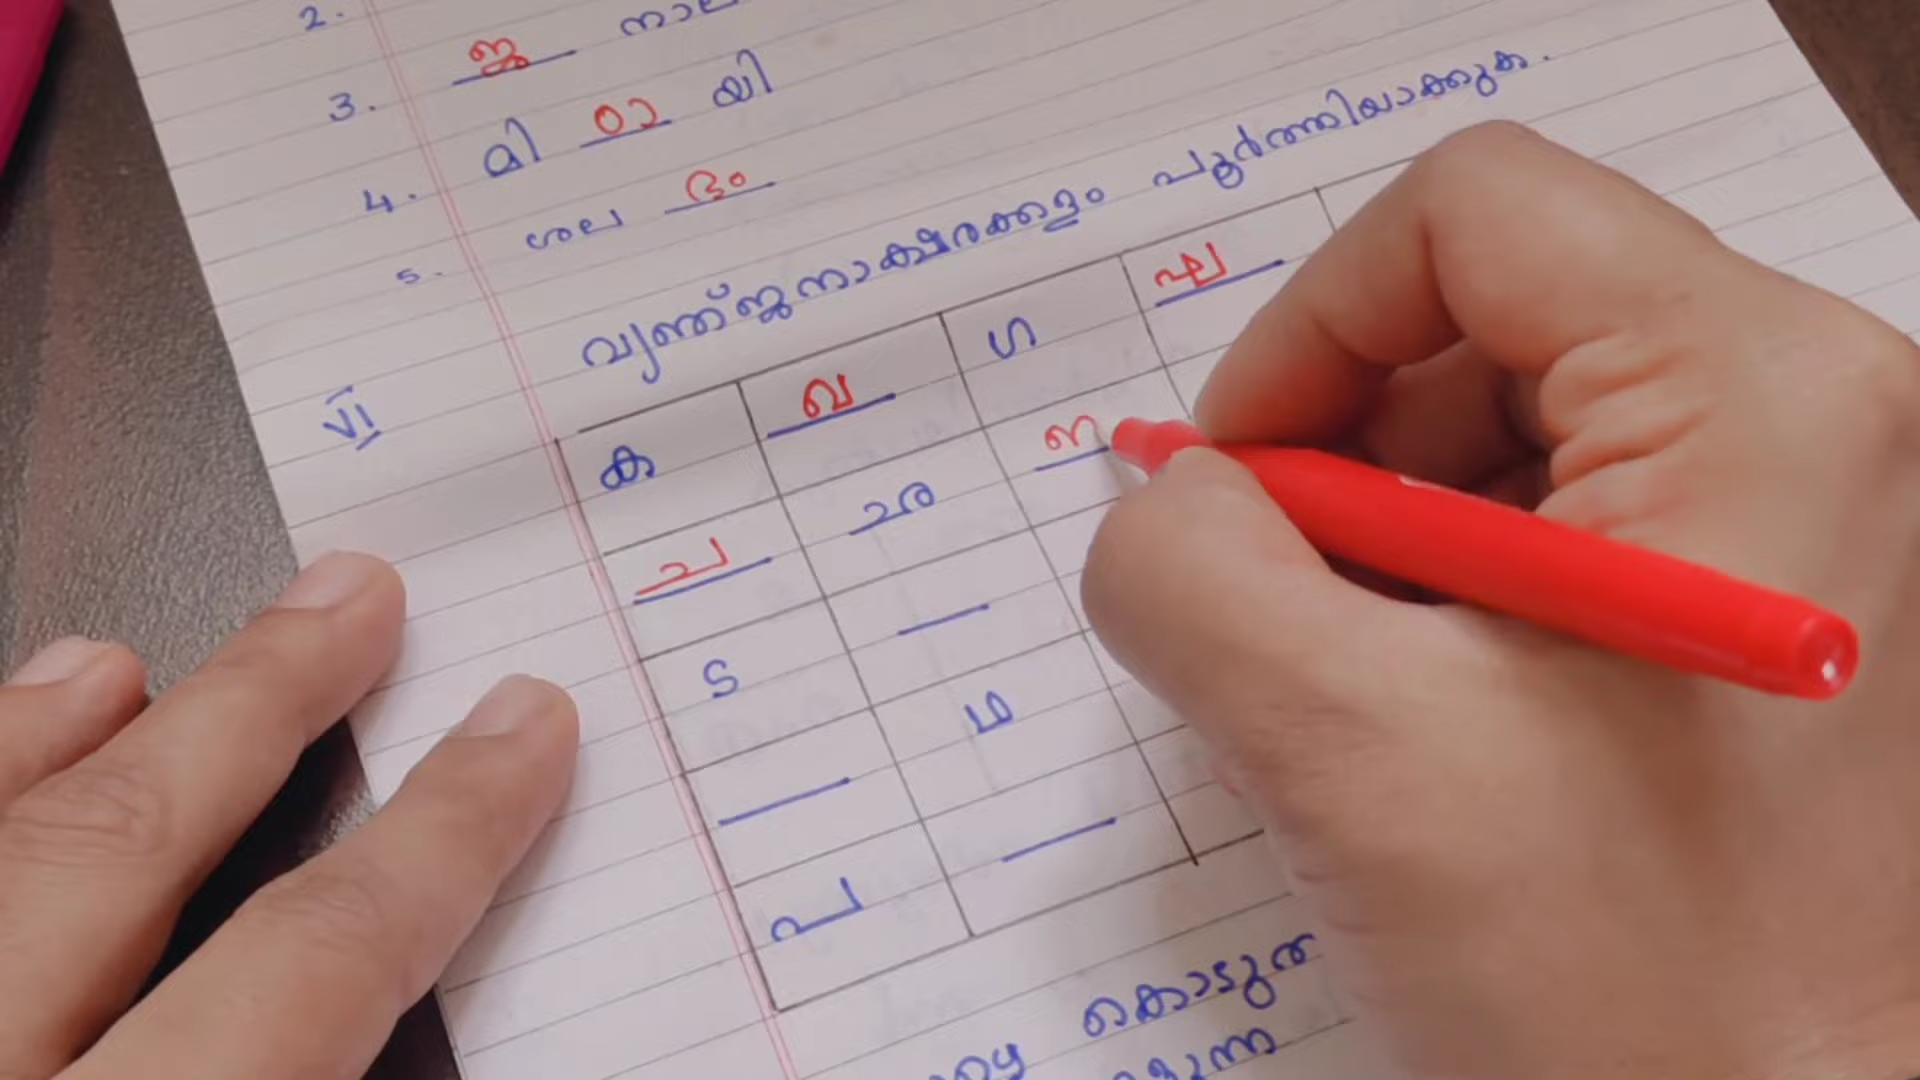 2.
3. ജ നാല
4. മി ഠാ യി
5. ശല ഭം
VI വ്യഞ്ജനാക്ഷരങ്ങളും പൂർത്തിയാക്കുക.
ക ഖ ഗ ഘ
ച ഛ
ട
ഥ
പ
കൊടുത